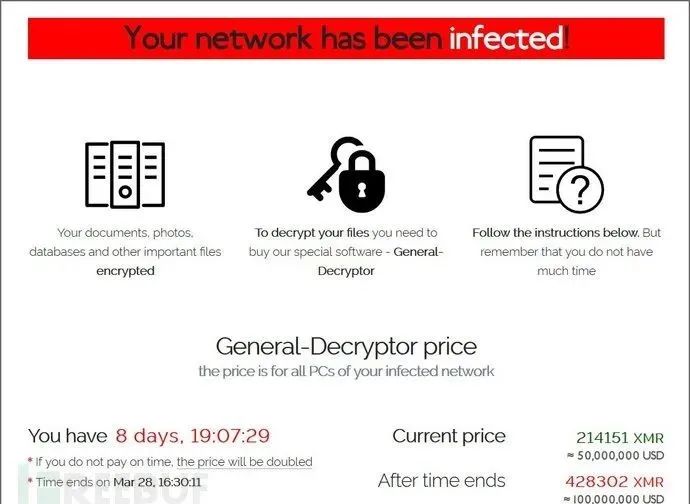 Your network has been infected!
Your documents, photos,
databases and other important files
encrypted
To decrypt your files you need to
buy our special software - General-
Decryptor
Follow the instructions below. But
remember that you do not have
much time
General-Decryptor price
the price is for all PCs of your infected network
You have 8 days, 19:07:29
* If you do not pay on time, the price will be doubled
* Time ends on Mar 28, 16:30:11
Current price
214151 XMR
≈ 50,000,000 USD
After time ends
428302 XMR
≈ 100,000,000 USD
REEBUF